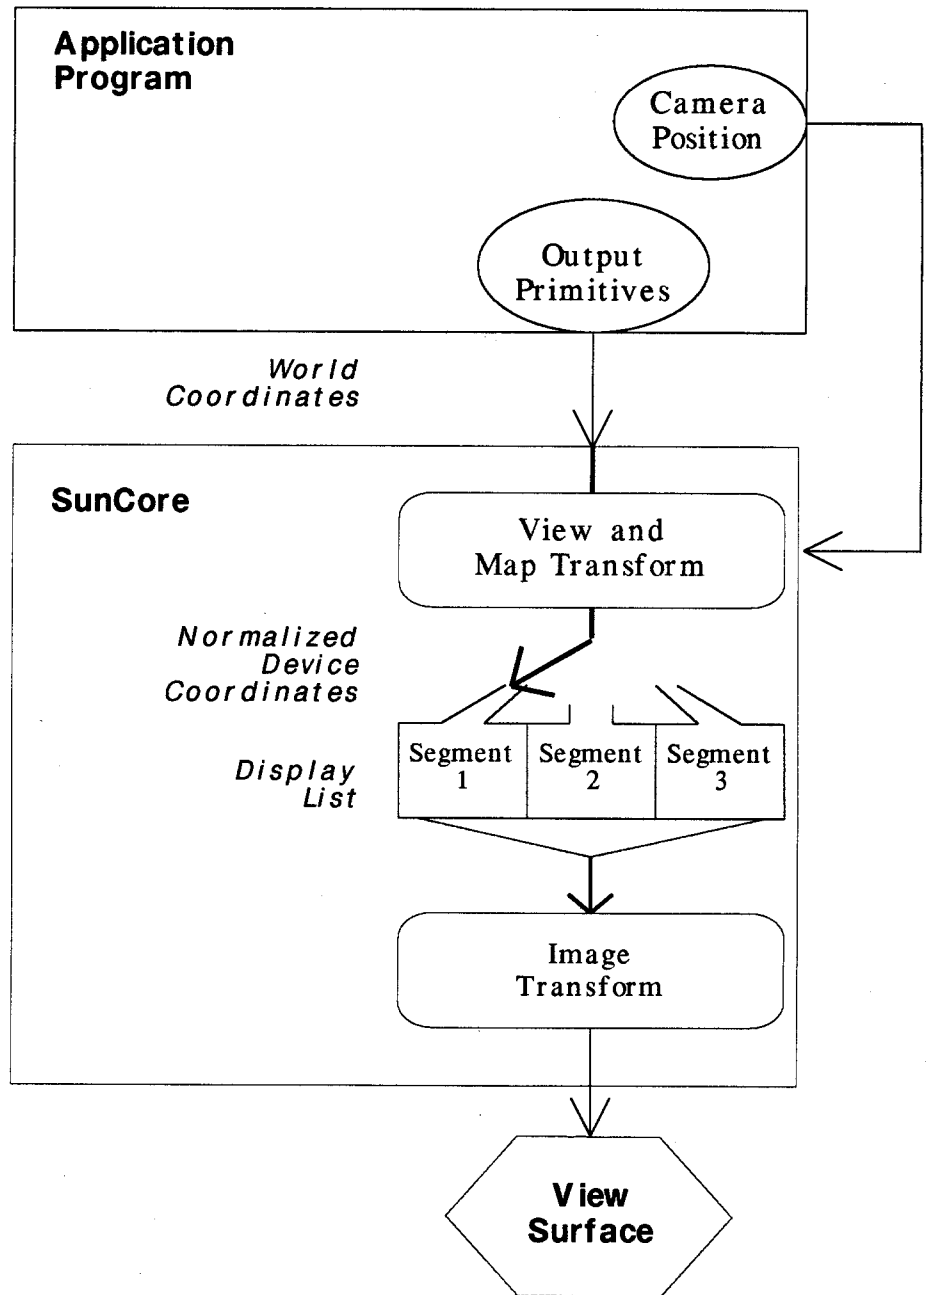 Application
Program
Camera
Position
Output
Primitives
World
Coordinates
SunCore
View and
Map Transform
Normalized
Device
Coordinates
Display
List
Segment
1
Segment
2
Segment
3
Image
Transform
View
Surface